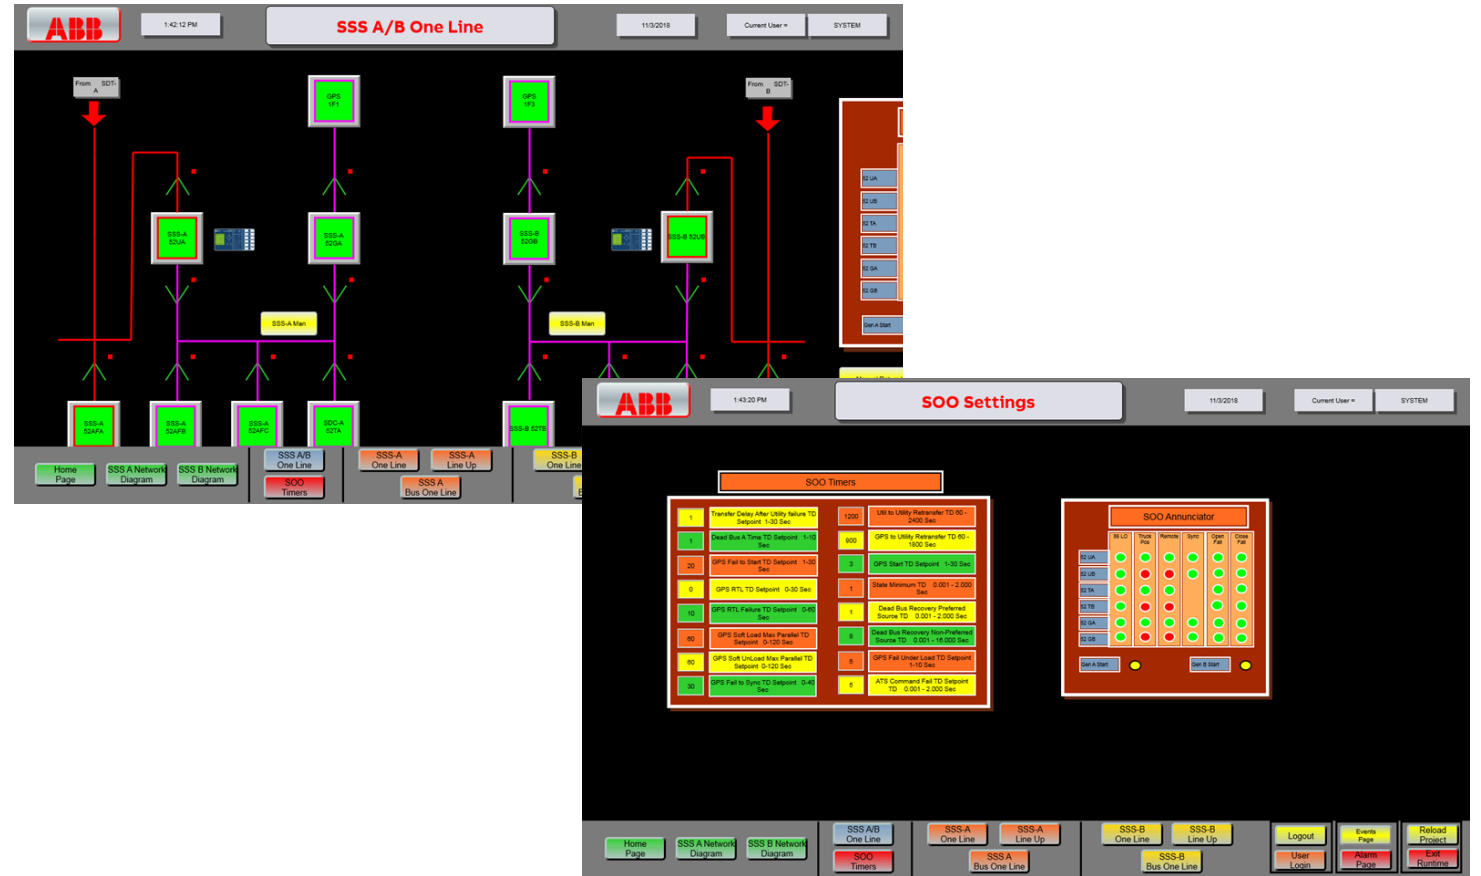 ABB
1:42:12 PM
SSS A/B One Line
11/3/2018
Current User =
SYSTEM
From SDT-
A
GPS
1F1
GPS
1F3
From SDT-
B
SSS-A
52UA
SSS-A
52GA
SSS-B
52GB
SSS-B 52UB
SSS-A Man
SSS-B Man
52 UA
52 UB
52 TA
52 TB
52 GA
52 GB
Gen A Start
SSS-A
52AFA
SSS-A
52AFB
SSS-A
52AFC
SDC-A
52TA
SSS-B 52TB
Home
Page
SSS A Network
Diagram
SSS B Network
Diagram
SSS A/B
One Line
SOO
Timers
SSS-A
One Line
SSS-A
Line Up
SSS A
Bus One Line
SSS-B
One Line
ABB
1:43:20 PM
SOO Settings
11/3/2018
Current User =
SYSTEM
SOO Timers
1
Transfer Delay After Utility failure TD
Setpoint 1-30 Sec
1
Dead Bus A Time TD Setpoint 1-10
Sec
20
GPS Fail to Start TD Setpoint 1-30
Sec
0
GPS RTL TD Setpoint 0-30 Sec
10
GPS RTL Failure TD Setpoint 0-60
Sec
60
GPS Soft Load Max Parallel TD
Setpoint 0-120 Sec
60
GPS Soft UnLoad Max Parallel TD
Setpoint 0-120 Sec
30
GPS Fail to Sync TD Setpoint 0-40
Sec
1200
Util to Utility Retransfer TD 60 -
2400 Sec
900
GPS to Utility Retransfer TD 60 -
1800 Sec
3
GPS Start TD Setpoint 1-30 Sec
1
State Minimum TD 0.001 - 2.000
Sec
1
Dead Bus Recovery Preferred
Source TD 0.001 - 2.000 Sec
8
Dead Bus Recovery Non-Preferred
Source TD 0.001 - 16.000 Sec
5
GPS Fail Under Load TD Setpoint
1-10 Sec
5
ATS Command Fail TD Setpoint
TD 0.001 - 2.000 Sec
SOO Annunciator
86 LO
Truck
Pos
Remote
Sync
Open
Fail
Close
Fail
52 UA
52 UB
52 TA
52 TB
52 GA
52 GB
Gen A Start
Gen B Start
Home
Page
SSS A Network
Diagram
SSS B Network
Diagram
SSS A/B
One Line
SOO
Timers
SSS-A
One Line
SSS-A
Line Up
SSS A
Bus One Line
SSS-B
One Line
SSS-B
Line Up
SSS-B
Bus One Line
Logout
User
Login
Events
Page
Alarm
Page
Reload
Project
Exit
Runtime